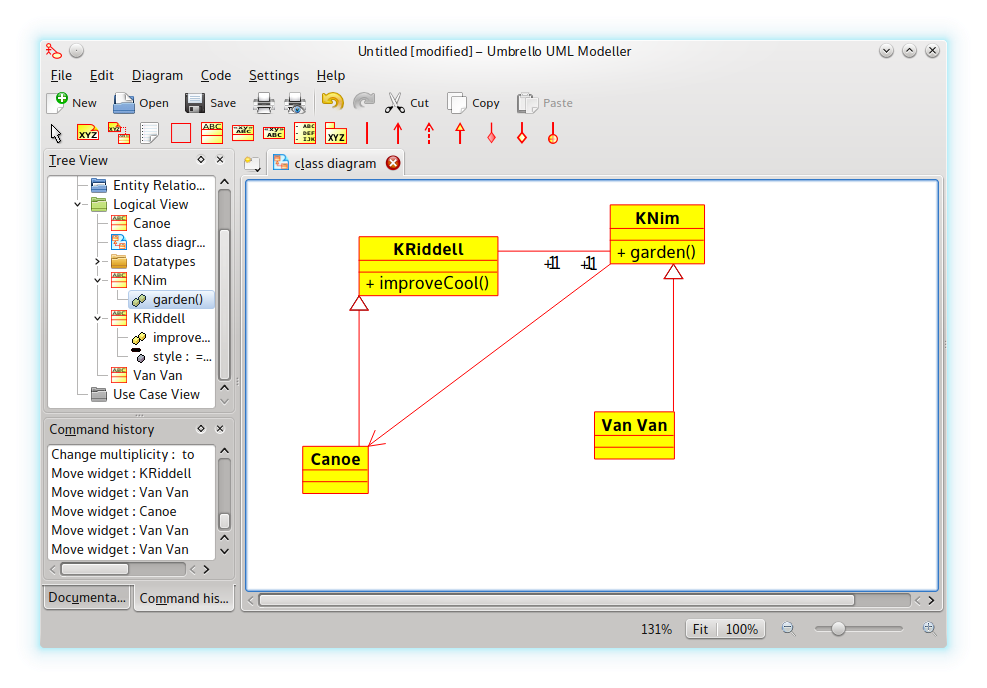 Untitled [modified] – Umbrello UML Modeller
File Edit Diagram Code Settings Help
New Open Save Cut Copy Paste
Tree View
class diagram
Entity Relatio...
Logical View
Canoe
class diagr...
Datatypes
KNim
garden()
KRiddell
improve...
style : =...
Van Van
Use Case View
Command history
Change multiplicity : to
Move widget : KRiddell
Move widget : Van Van
Move widget : Canoe
Move widget : Van Van
Move widget : Van Van
Documenta... Command his...
KNim
+ garden()
KRiddell
+ improveCool()
Van Van
Canoe
131% Fit 100%